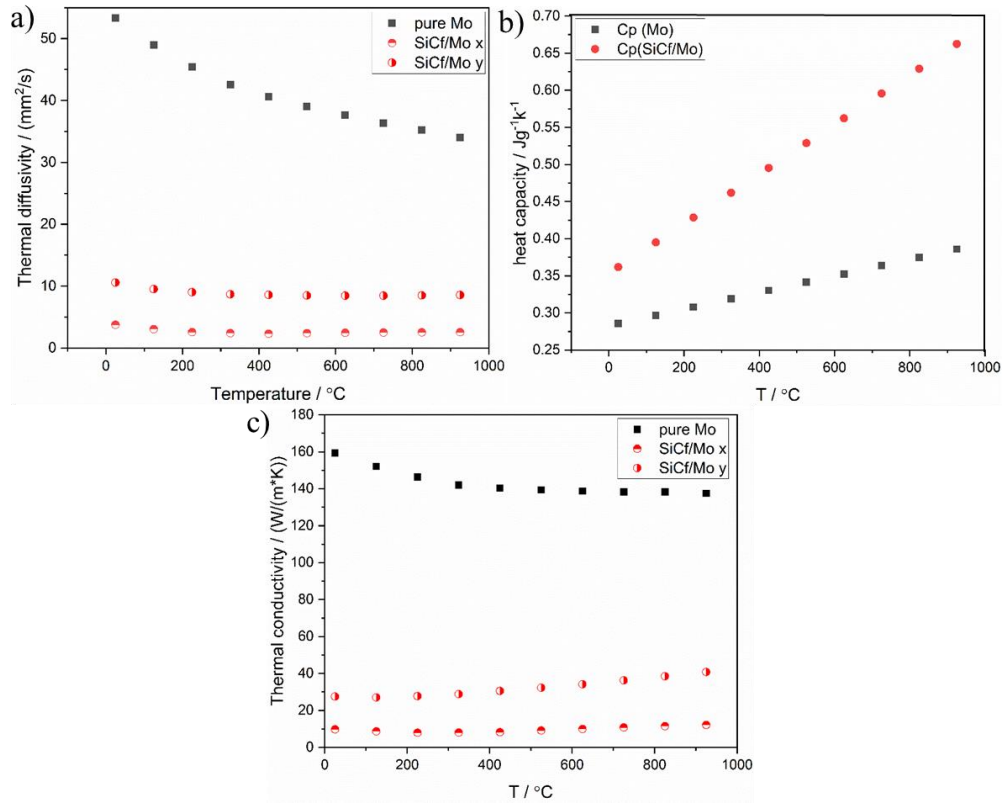 a)
pure Mo
SiCf/Mo x
SiCf/Mo y
Thermal diffusivity / (mm²/s)
50
40
30
20
10
0
0 200 400 600 800 1000
Temperature / °C
b)
Cp (Mo)
Cp(SiCf/Mo)
heat capacity / Jg⁻¹k⁻¹
0.70
0.65
0.60
0.55
0.50
0.45
0.40
0.35
0.30
0.25
0 200 400 600 800 1000
T / °C
c)
pure Mo
SiCf/Mo x
SiCf/Mo y
Thermal conductivity / (W/(m*K))
180
160
140
120
100
80
60
40
20
0
0 200 400 600 800 1000
T / °C